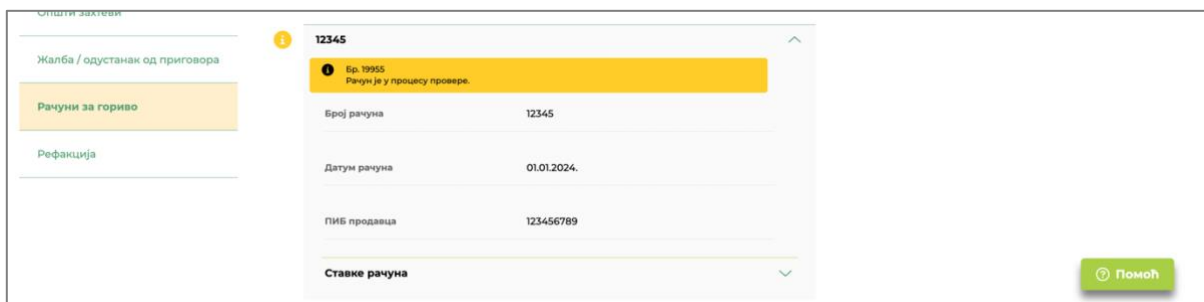 Општи захтеви
Жалба / одустанак од приговора
Рачуни за гориво
Рефакција
12345
Бр. 19955
Рачун је у процесу провере.
Број рачуна 12345
Датум рачуна 01.01.2024.
ПИБ продавца 123456789
Ставке рачуна
Помоћ